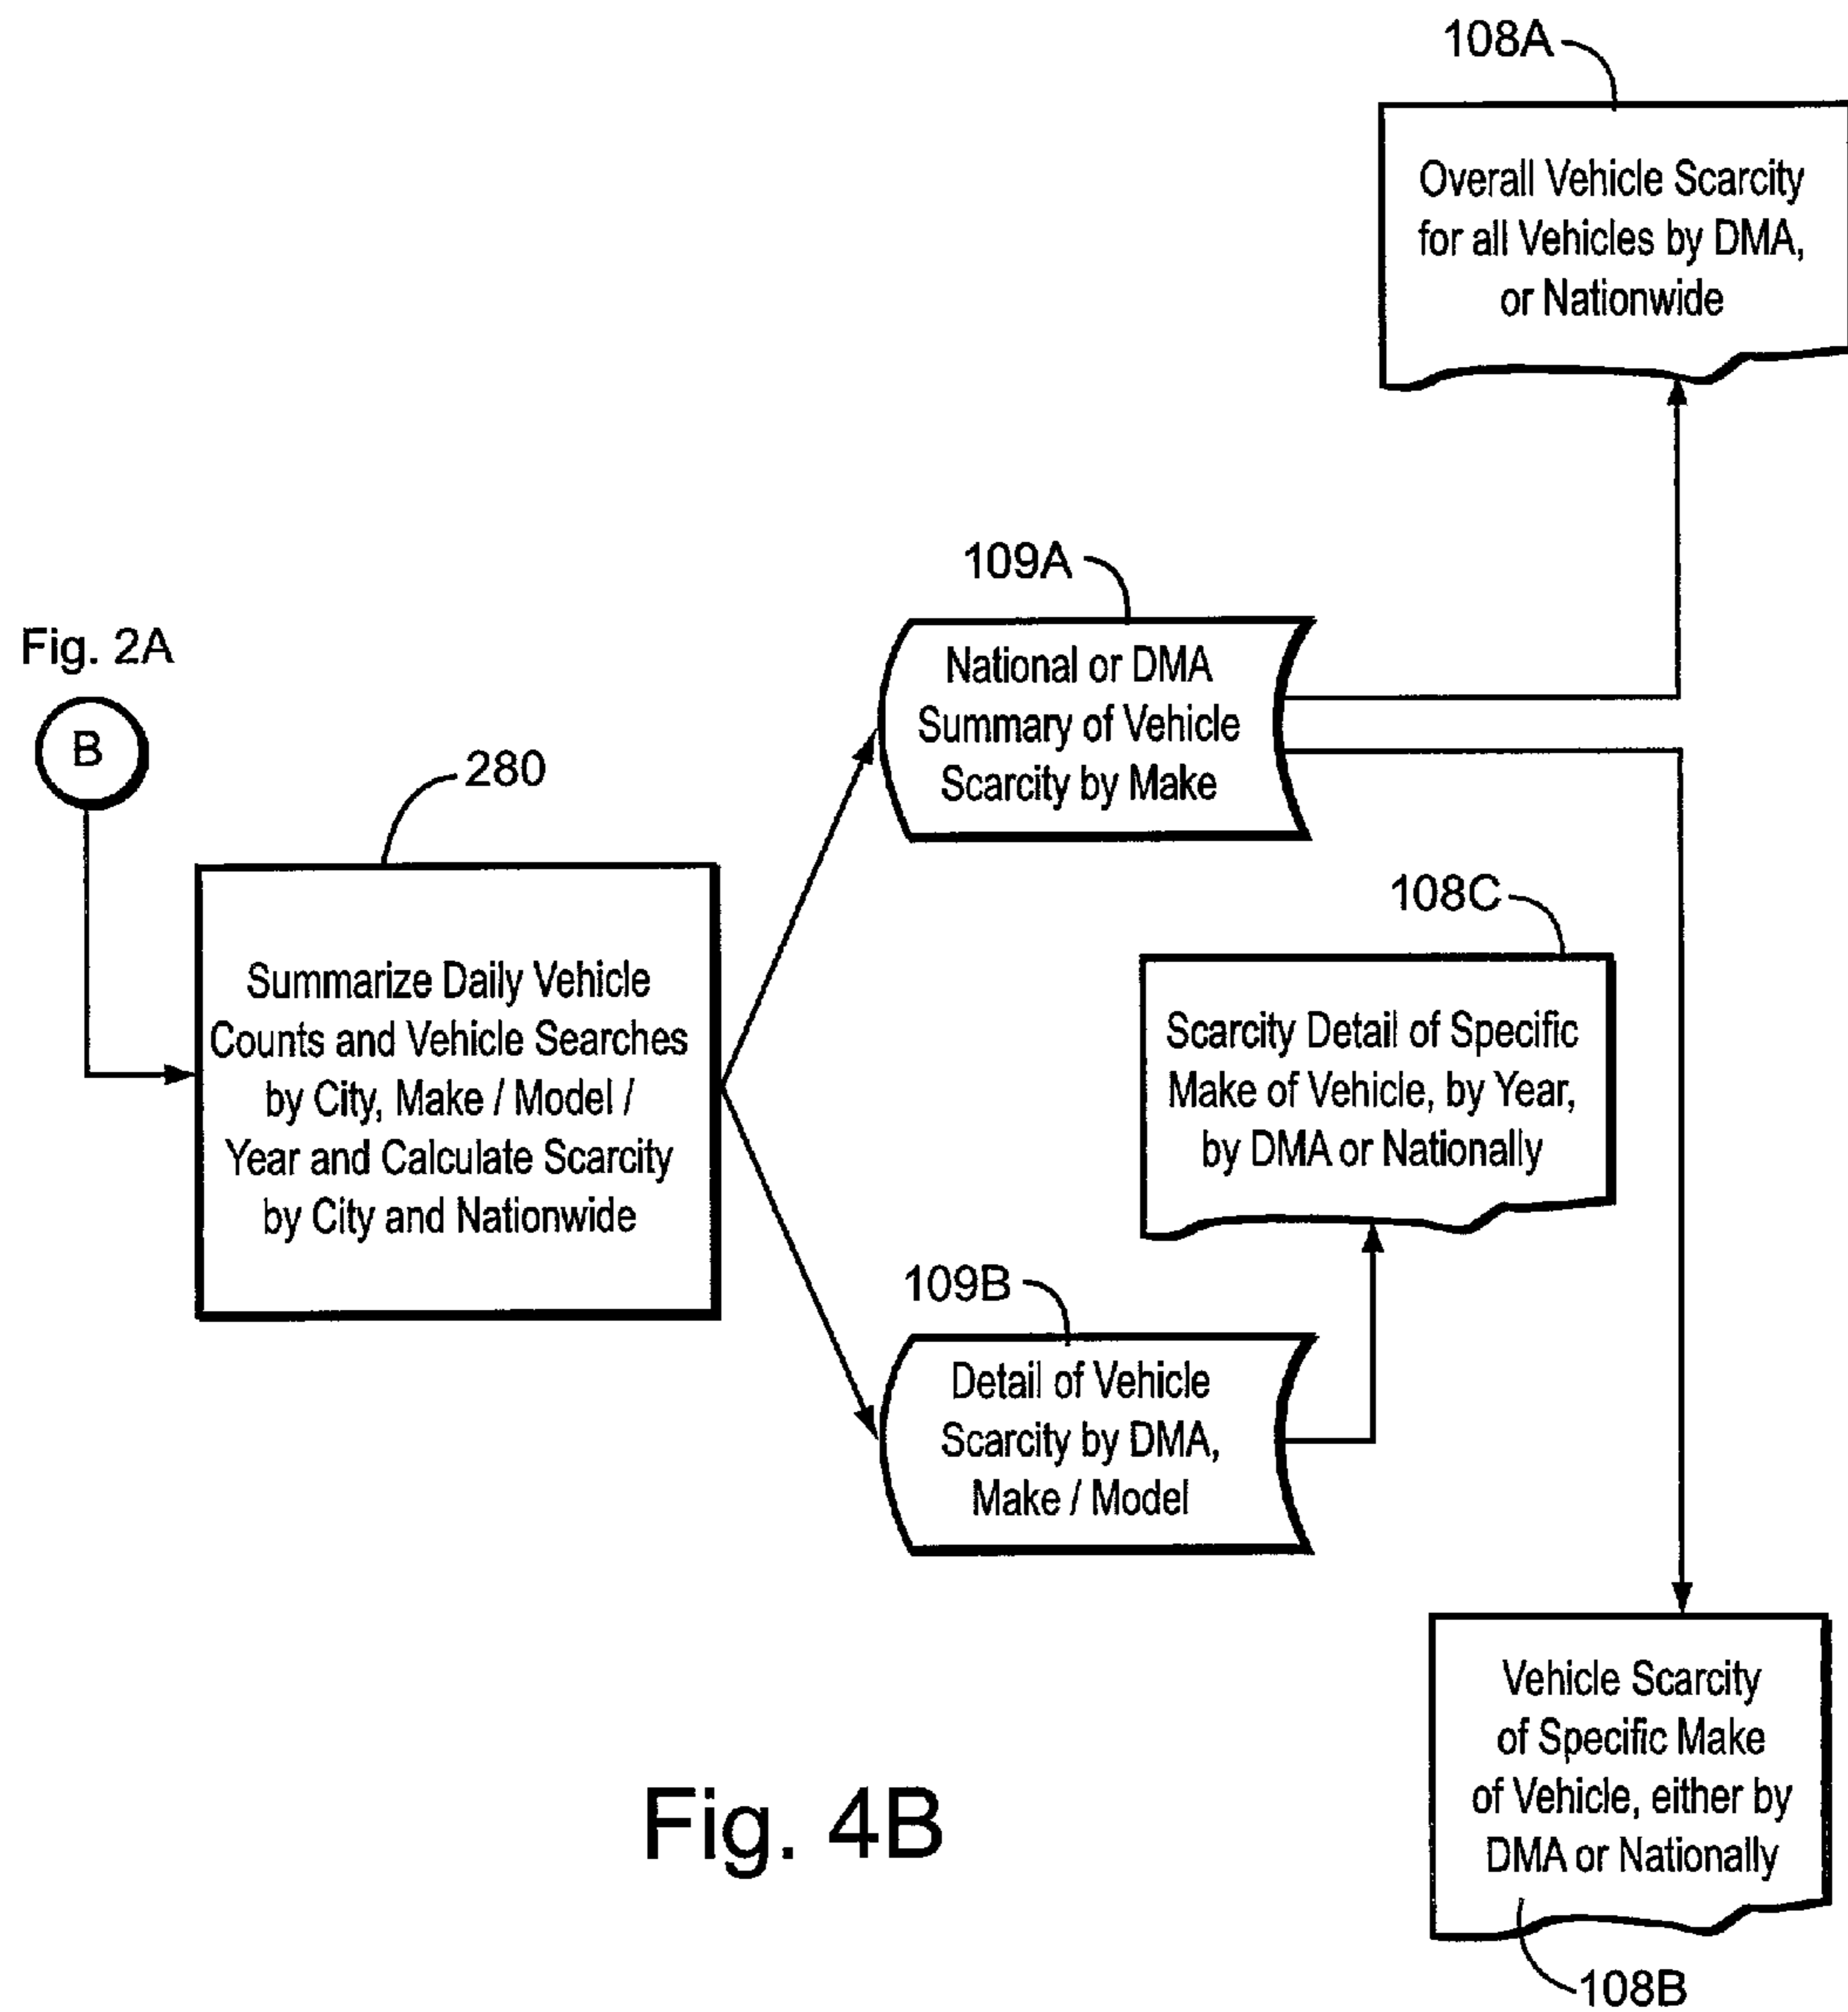 108A
Overall Vehicle Scarcity
for all Vehicles by DMA,
or Nationwide
109A
National or DMA
Summary of Vehicle
Scarcity by Make
Fig. 2A
B
280
Summarize Daily Vehicle
Counts and Vehicle Searches
by City, Make / Model /
Year and Calculate Scarcity
by City and Nationwide
108C
Scarcity Detail of Specific
Make of Vehicle, by Year,
by DMA or Nationally
109B
Detail of Vehicle
Scarcity by DMA,
Make / Model
Vehicle Scarcity
of Specific Make
of Vehicle, either by
DMA or Nationally
108B
Fig. 4B